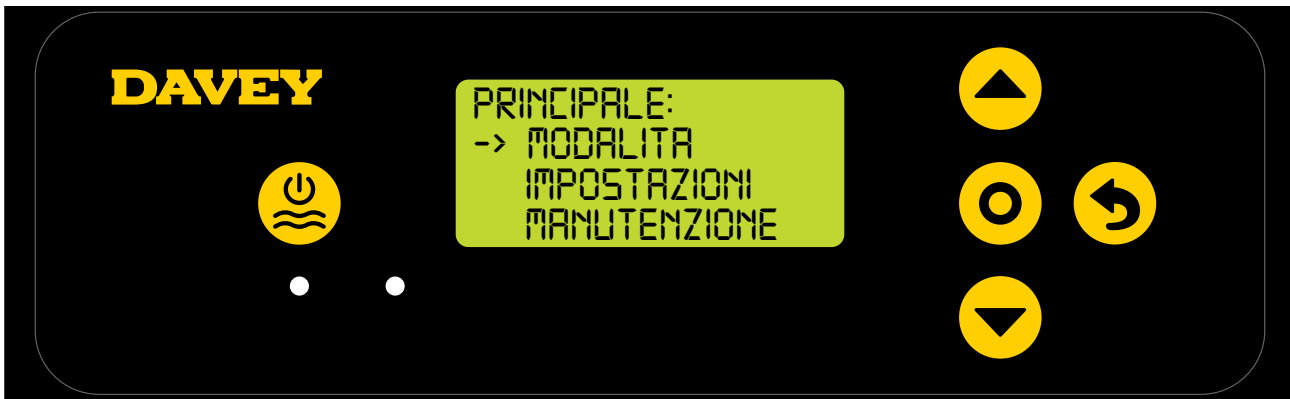 DAVEY
PRINCIPALE:
-> MODALITA
IMPOSTAZIONI
MANUTENZIONE